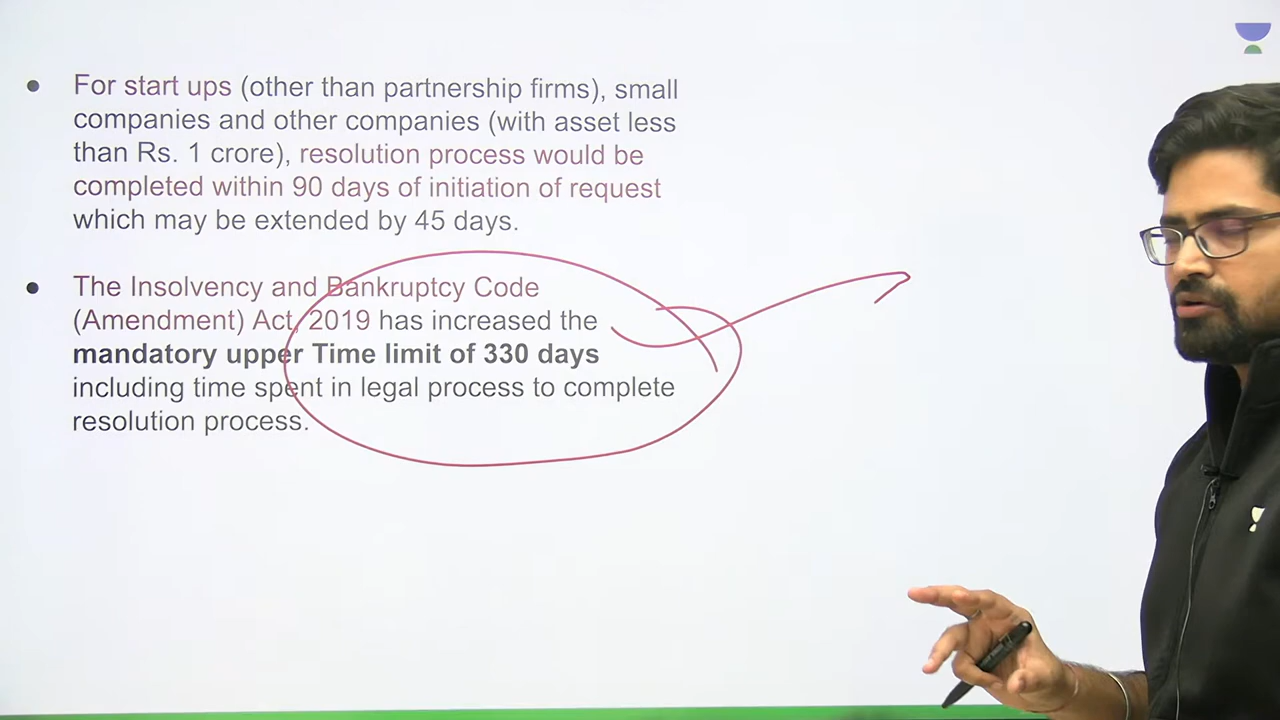 For start ups (other than partnership firms), small
companies and other companies (with asset less
than Rs. 1 crore), resolution process would be
completed within 90 days of initiation of request
which may be extended by 45 days.
The Insolvency and Bankruptcy Code
(Amendment) Act, 2019 has increased the
mandatory upper Time limit of 330 days
including time spent in legal process to complete
resolution process.